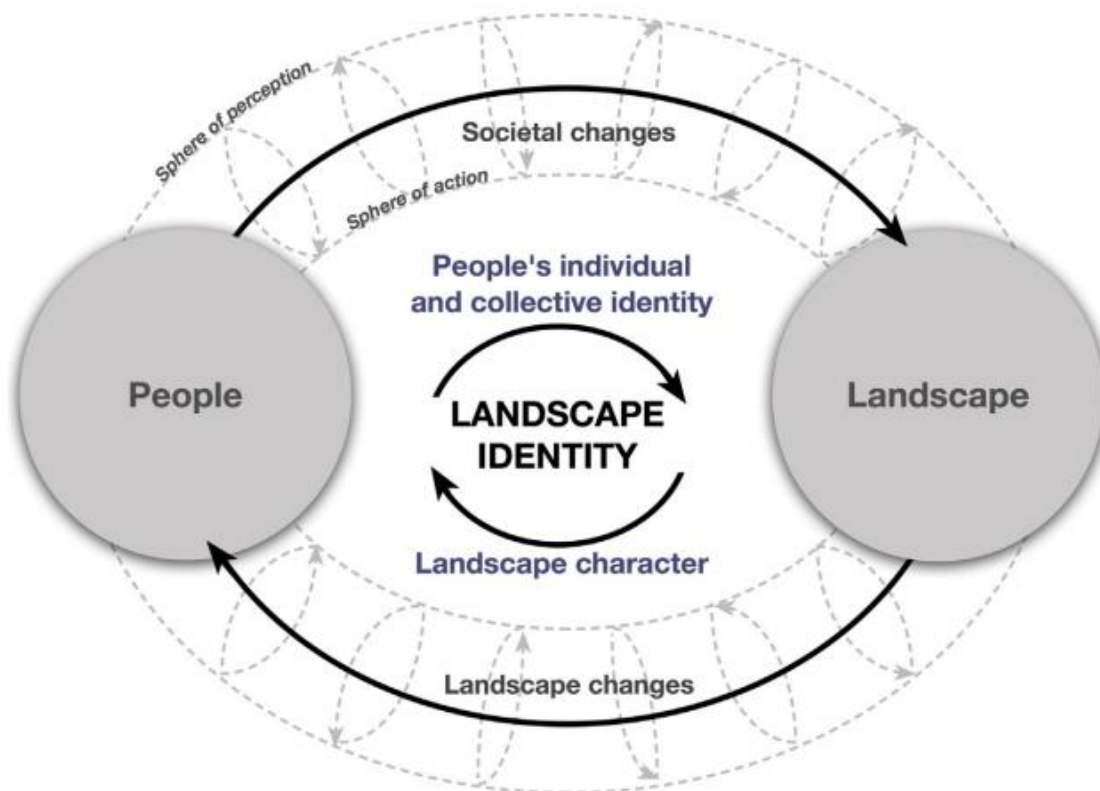 Sphere of perception
Societal changes
Sphere of action
People's individual
and collective identity
People
LANDSCAPE
IDENTITY
Landscape
Landscape character
Landscape changes